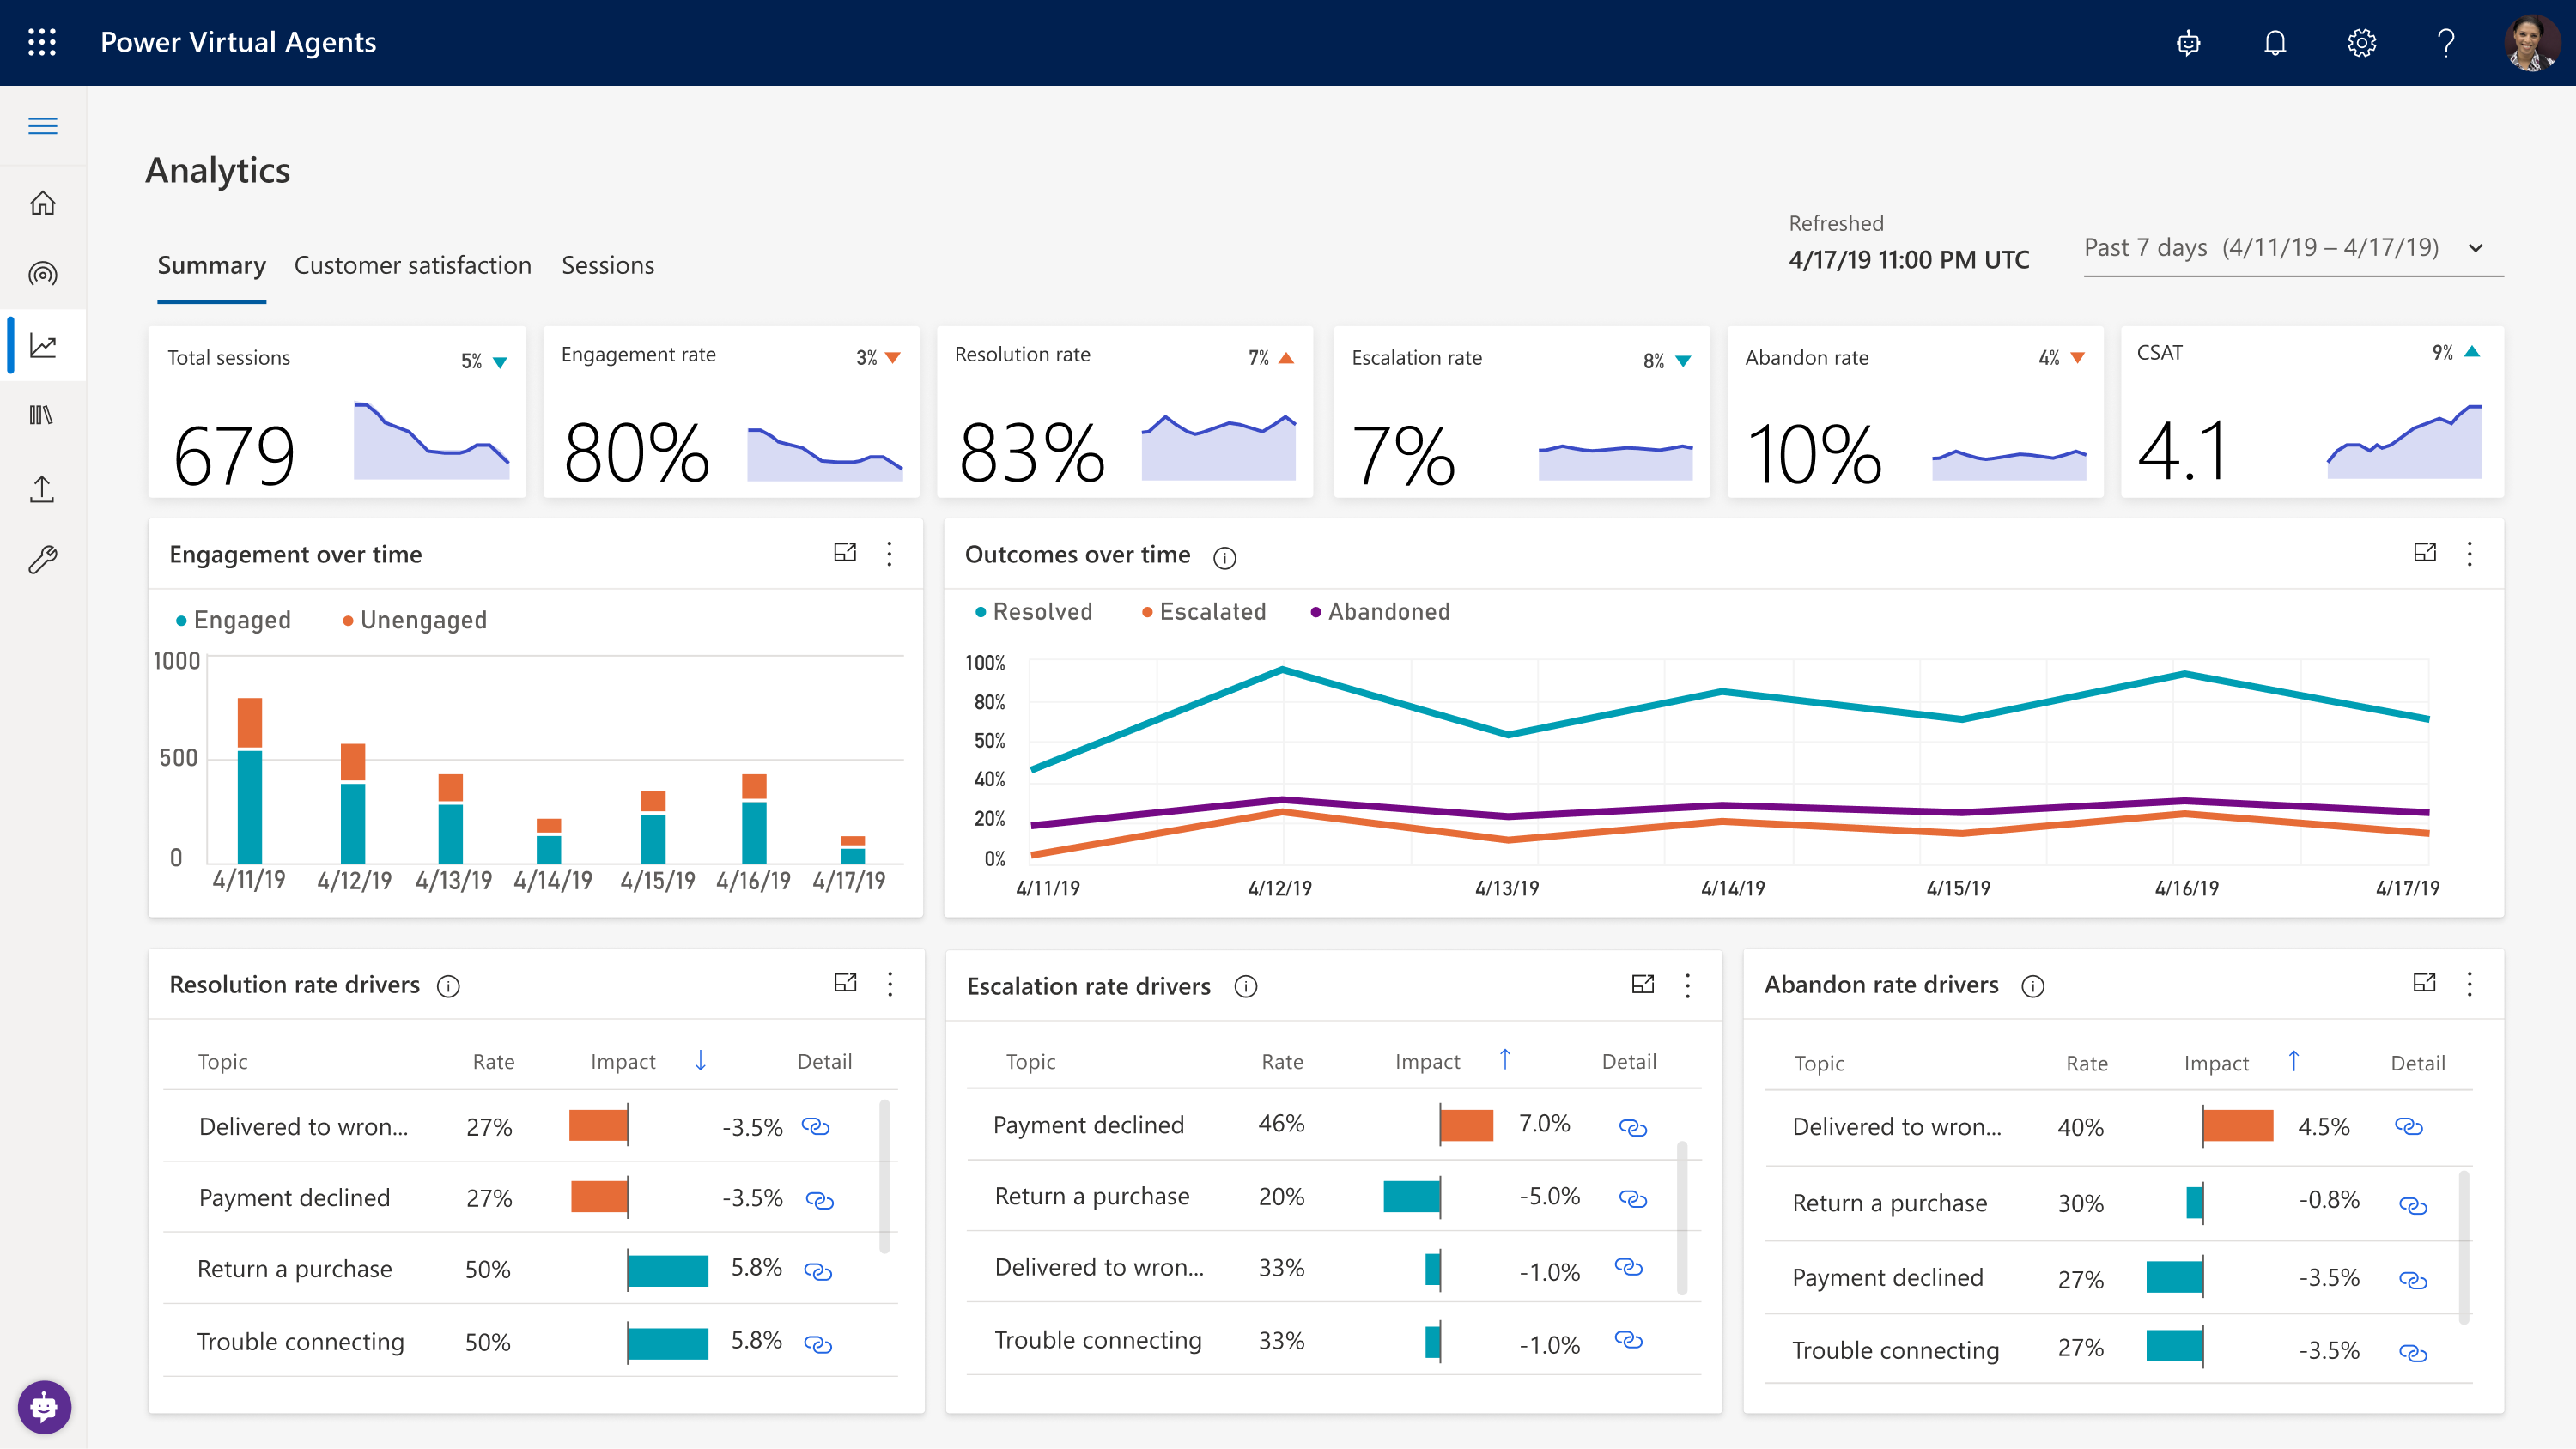 Power Virtual Agents
Analytics
Summary Customer satisfaction Sessions
Refreshed
4/17/19 11:00 PM UTC
Past 7 days (4/11/19 – 4/17/19)
Total sessions 5%
679
Engagement rate 3%
80%
Resolution rate 7%
83%
Escalation rate 8%
7%
Abandon rate 4%
10%
CSAT 9%
4.1
Engagement over time
Engaged Unengaged
1000
500
0
4/11/19 4/12/19 4/13/19 4/14/19 4/15/19 4/16/19 4/17/19
Outcomes over time
Resolved Escalated Abandoned
100%
80%
50%
40%
20%
0%
4/11/19 4/12/19 4/13/19 4/14/19 4/15/19 4/16/19 4/17/19
Resolution rate drivers
Topic Rate Impact Detail
Delivered to wron... 27% -3.5%
Payment declined 27% -3.5%
Return a purchase 50% 5.8%
Trouble connecting 50% 5.8%
Escalation rate drivers
Topic Rate Impact Detail
Payment declined 46% 7.0%
Return a purchase 20% -5.0%
Delivered to wron... 33% -1.0%
Trouble connecting 33% -1.0%
Abandon rate drivers
Topic Rate Impact Detail
Delivered to wron... 40% 4.5%
Return a purchase 30% -0.8%
Payment declined 27% -3.5%
Trouble connecting 27% -3.5%